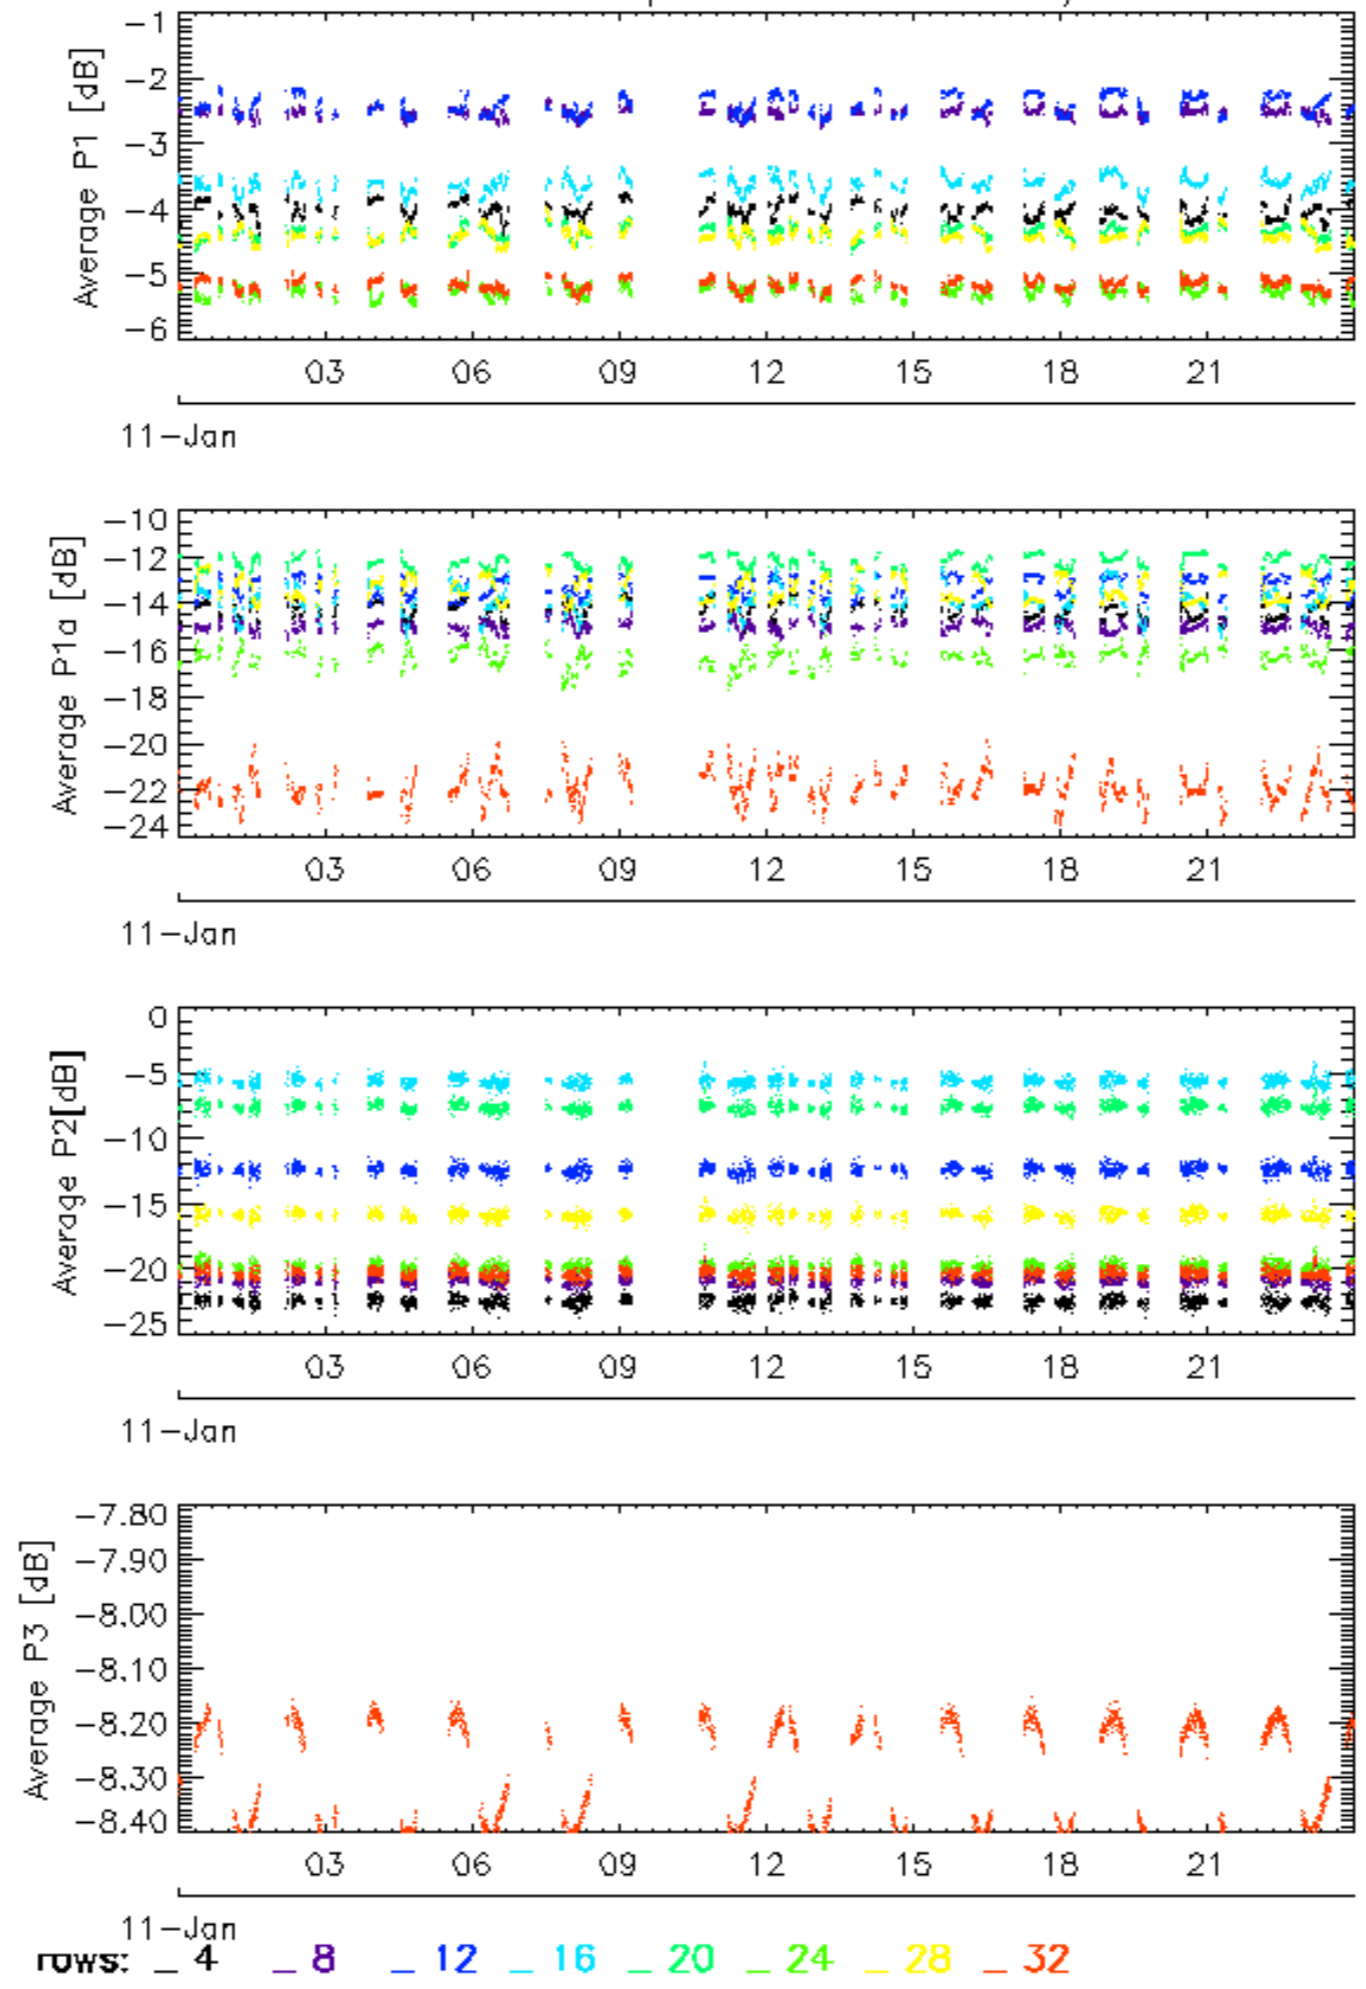 Average P1 [dB]
-1
-2
-3
-4
-5
-6
03 06 09 12 15 18 21
11-Jan
Average P1a [dB]
-10
-12
-14
-16
-18
-20
-22
-24
03 06 09 12 15 18 21
11-Jan
Average P2[dB]
0
-5
-10
-15
-20
-25
03 06 09 12 15 18 21
11-Jan
Average P3 [dB]
-7.80
-7.90
-8.00
-8.10
-8.20
-8.30
-8.40
03 06 09 12 15 18 21
11-Jan
rows: _ 4 _ 8 _ 12 _ 16 _ 20 _ 24 _ 28 _ 32